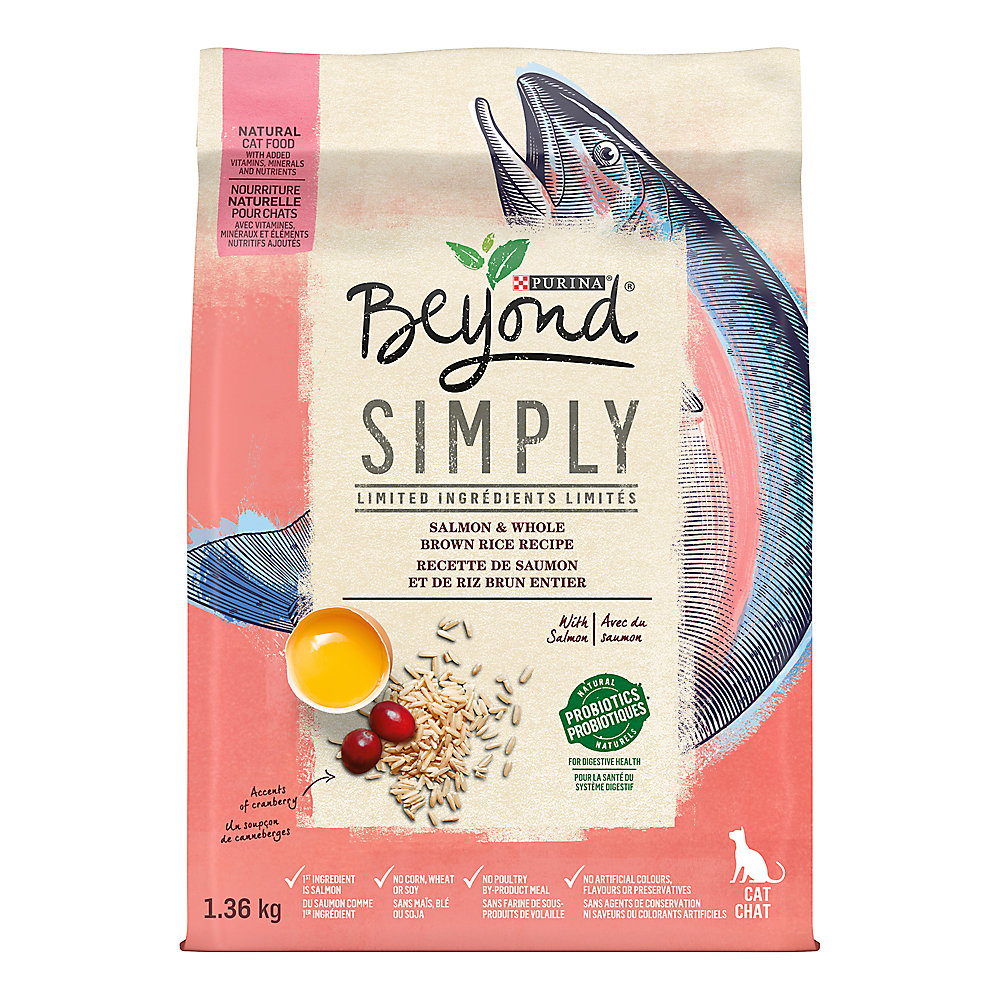 NATURAL
CAT FOOD
WITH ADDED
VITAMINS, MINERALS
AND NUTRIENTS
NOURRITURE
NATURELLE
POUR CHATS
AVEC VITAMINES,
MINÉRAUX ET ÉLÉMENTS
NUTRITIFS AJOUTÉS
PURINA®
Beyond®
SIMPLY
LIMITED INGRÉDIENTS LIMITÉS
SALMON & WHOLE
BROWN RICE RECIPE
RECETTE DE SAUMON
ET DE RIZ BRUN ENTIER
With
Salmon
Avec du
saumon
NATURAL
PROBIOTICS
PROBIOTIQUES
NATURELS
FOR DIGESTIVE HEALTH
POUR LA SANTÉ DU
SYSTÈME DIGESTIF
Accents
of cranberry
Un soupçon
de canneberges
1ST INGREDIENT
IS SALMON
DU SAUMON COMME
1ER INGRÉDIENT
NO CORN, WHEAT
OR SOY
SANS MAÏS, BLÉ
OU SOJA
NO POULTRY
BY-PRODUCT MEAL
SANS FARINE DE SOUS-
PRODUITS DE VOLAILLE
NO ARTIFICIAL COLOURS,
FLAVOURS OR PRESERVATIVES
SANS AGENTS DE CONSERVATION
NI SAVEURS OU COLORANTS ARTIFICIELS
CAT
CHAT
1.36 kg